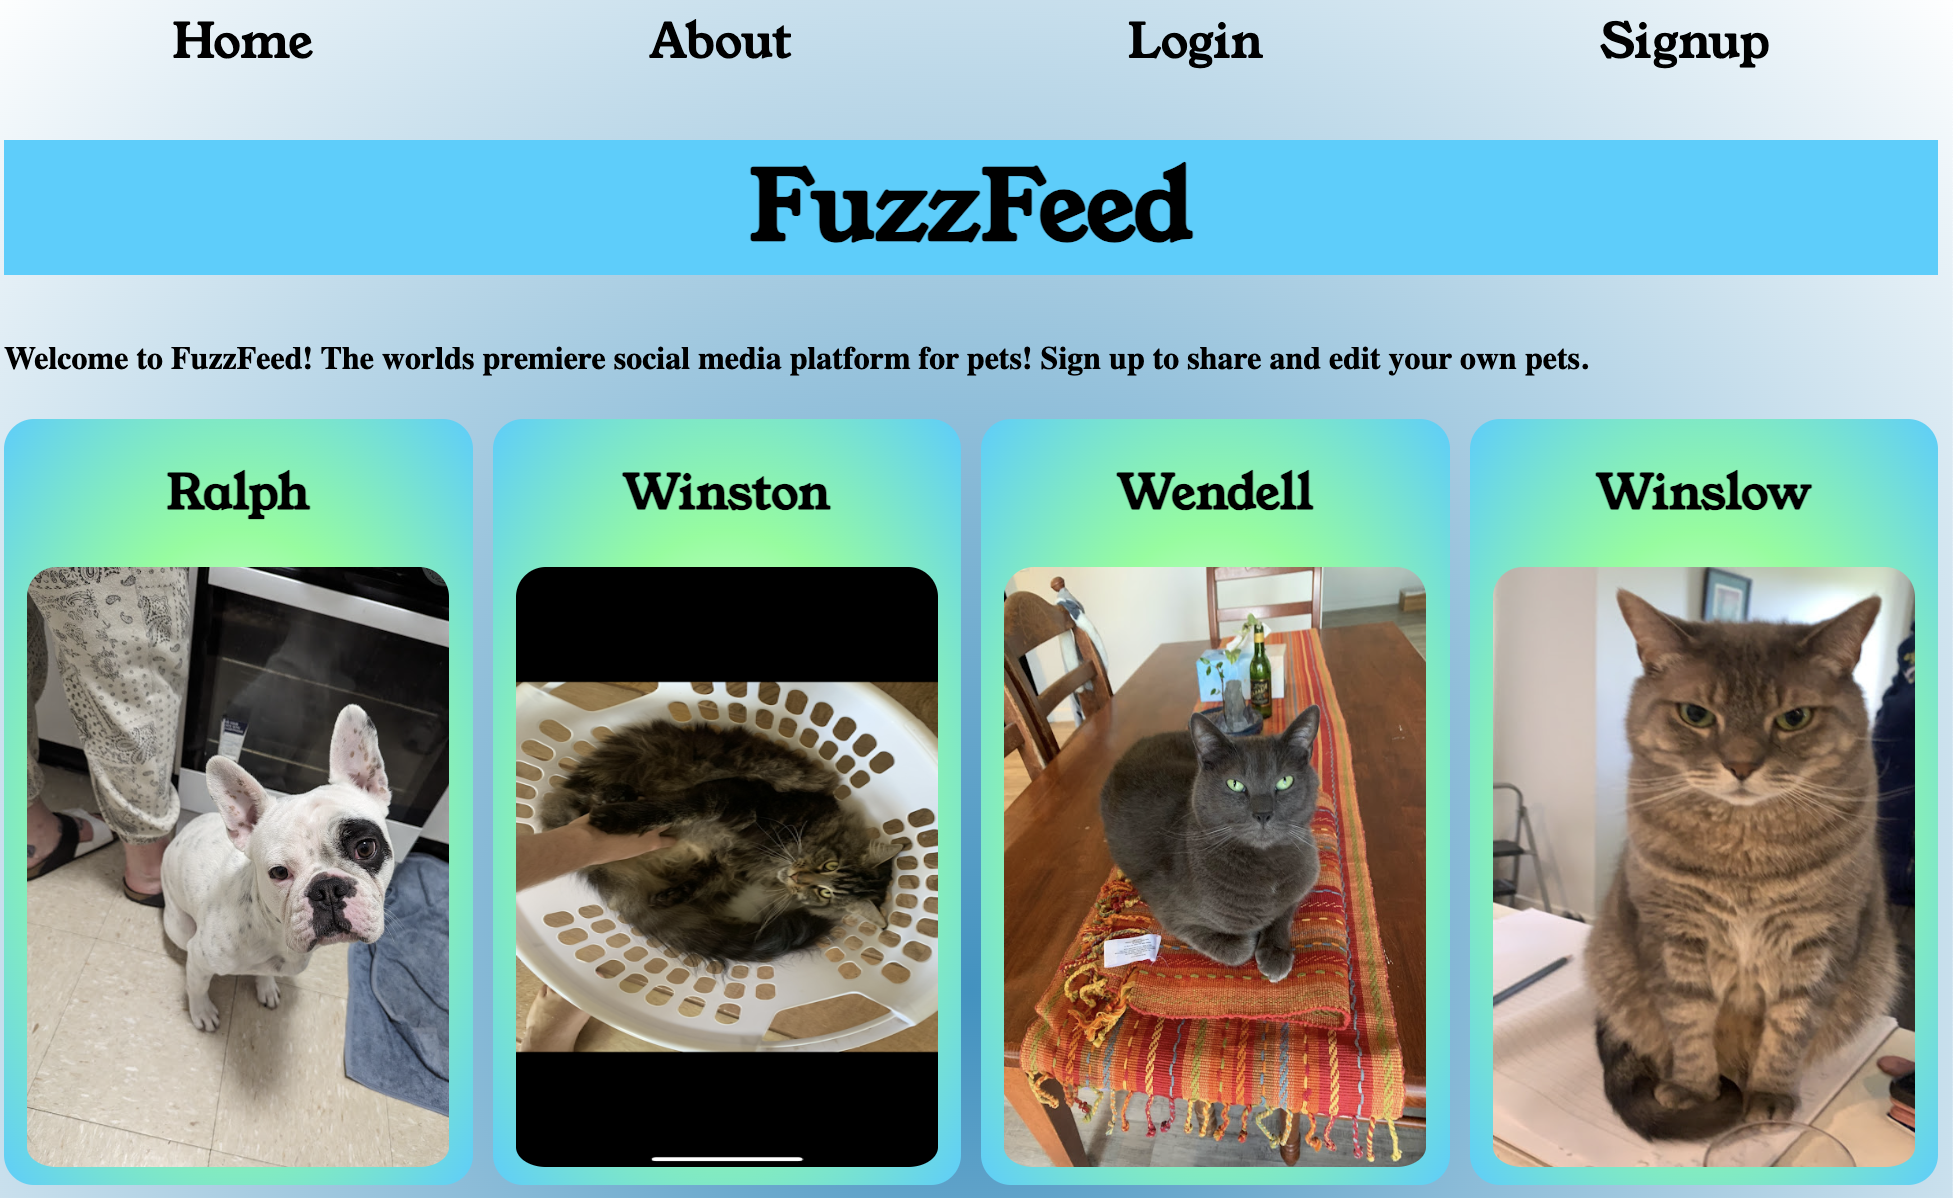 Home About Login Signup
FuzzFeed
Welcome to FuzzFeed! The worlds premiere social media platform for pets! Sign up to share and edit your own pets.
Ralph Winston Wendell Winslow